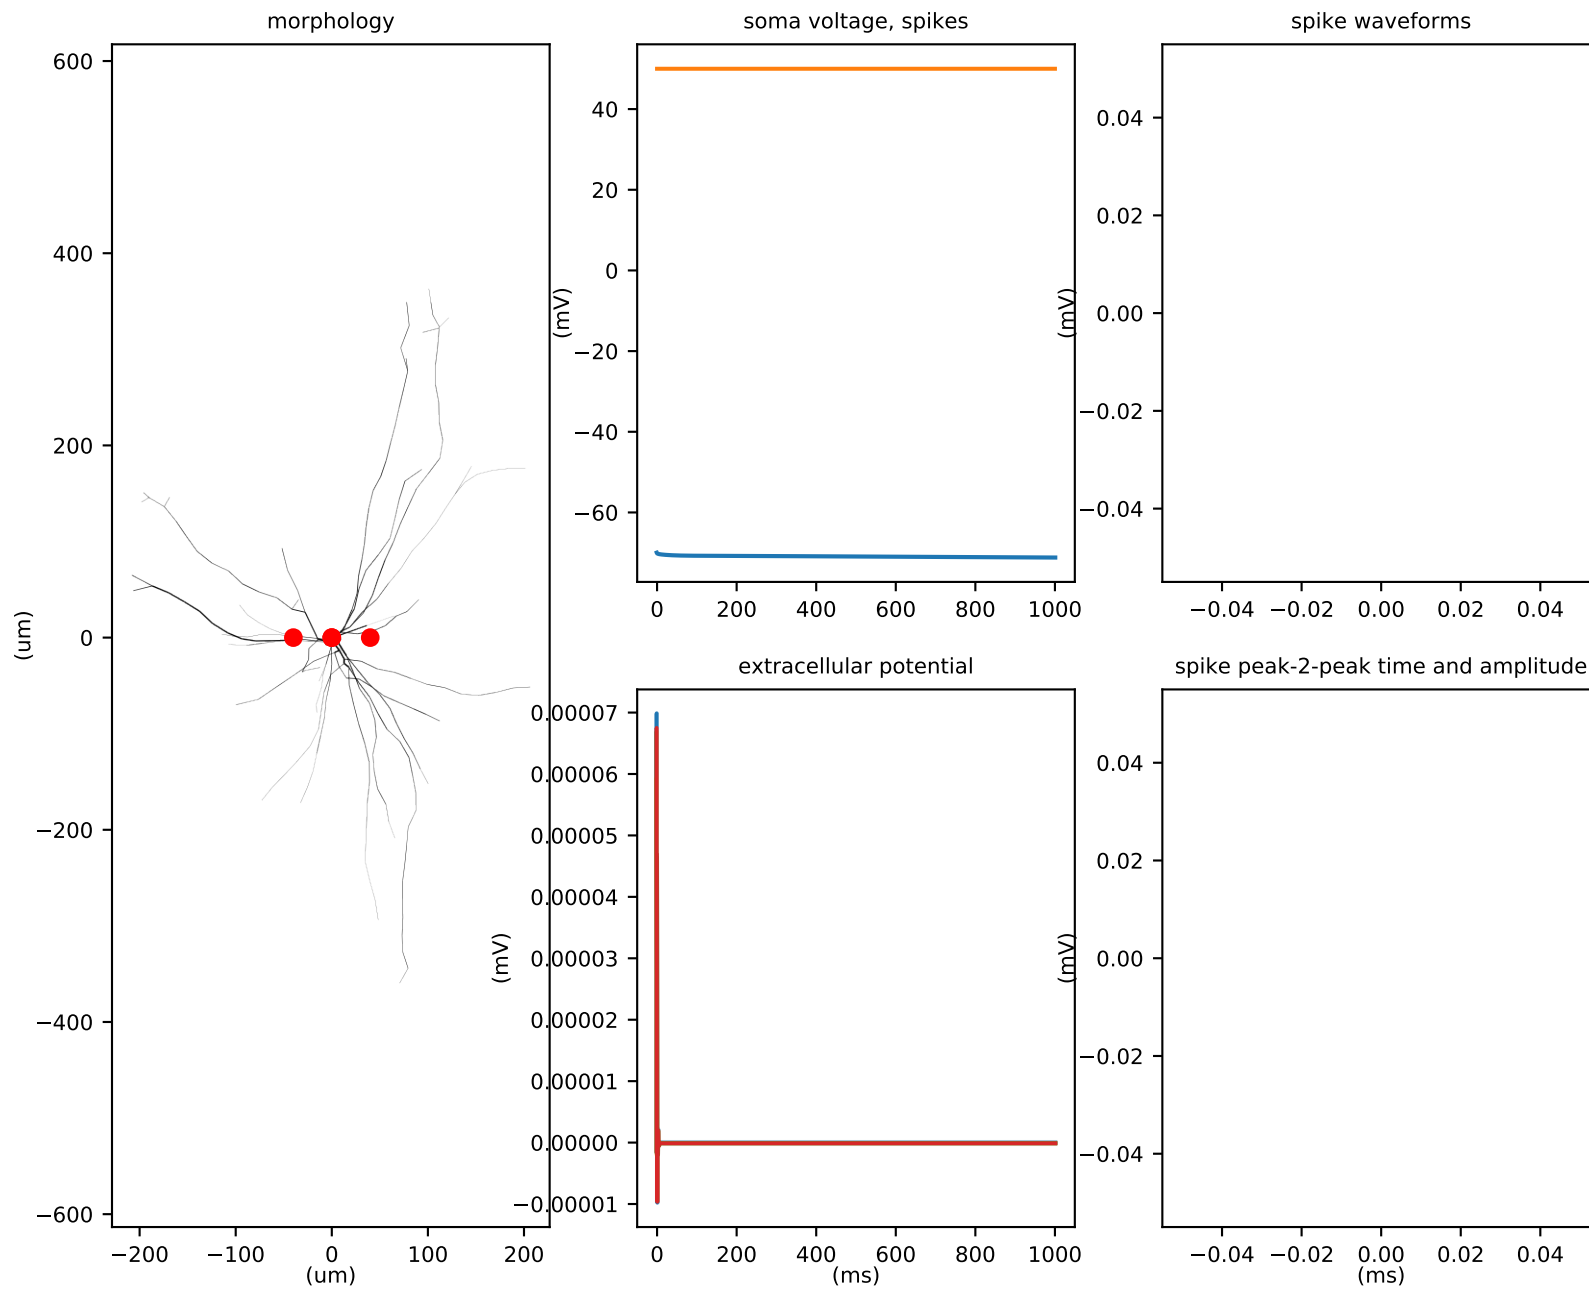 morphology
600
400
200
0
−200
−400
−600
(um)
−200 −100 0 100 200
(um)
soma voltage, spikes
40
20
0
−20
−40
−60
(mV)
0 200 400 600 800 1000
spike waveforms
0.04
0.02
0.00
−0.02
−0.04
(mV)
−0.04 −0.02 0.00 0.02 0.04
extracellular potential
0.00007
0.00006
0.00005
0.00004
0.00003
0.00002
0.00001
0.00000
−0.00001
(mV)
0 200 400 600 800 1000
(ms)
spike peak-2-peak time and amplitude
0.04
0.02
0.00
−0.02
−0.04
(mV)
−0.04 −0.02 0.00 0.02 0.04
(ms)